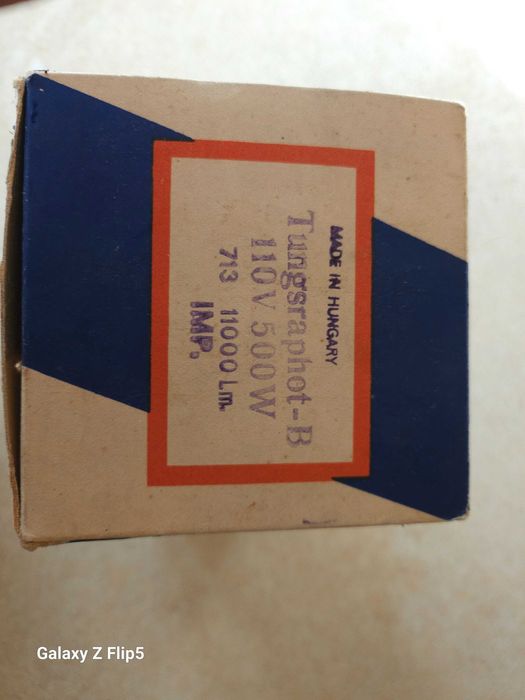 MADE IN HUNGARY
Tungsraphot-B
110V 500W
713 11000 Lm.
IMP.
Galaxy Z Flip5